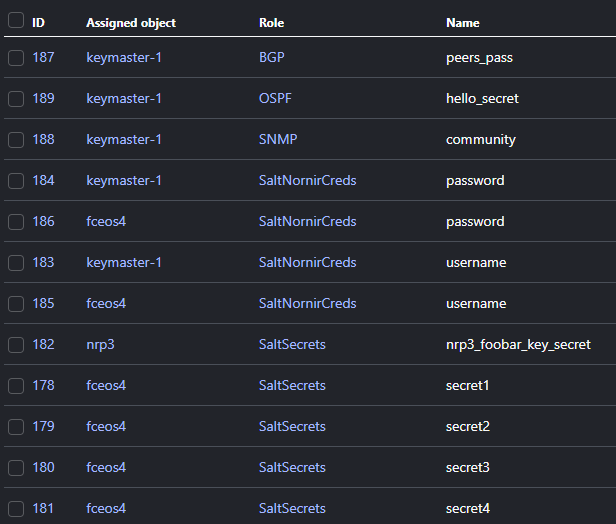 ID Assigned object Role Name
187 keymaster-1 BGP peers_pass
189 keymaster-1 OSPF hello_secret
188 keymaster-1 SNMP community
184 keymaster-1 SaltNornirCreds password
186 fceos4 SaltNornirCreds password
183 keymaster-1 SaltNornirCreds username
185 fceos4 SaltNornirCreds username
182 nrp3 SaltSecrets nrp3_foobar_key_secret
178 fceos4 SaltSecrets secret1
179 fceos4 SaltSecrets secret2
180 fceos4 SaltSecrets secret3
181 fceos4 SaltSecrets secret4